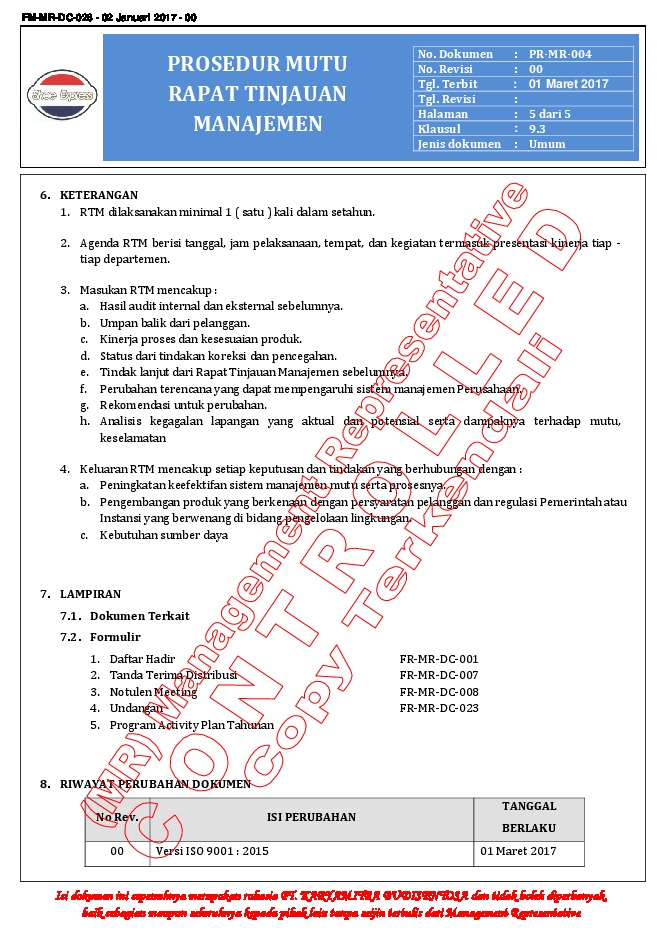 FM-MR-DC-026 - 02 Januari 2017 - 00
Shoe Express
PROSEDUR MUTU
RAPAT TINJAUAN
MANAJEMEN
No. Dokumen : PR-MR-004
No. Revisi : 00
Tgl. Terbit : 01 Maret 2017
Tgl. Revisi :
Halaman : 5 dari 5
Klausul : 9.3
Jenis dokumen : Umum
6. KETERANGAN
1. RTM dilaksanakan minimal 1 ( satu ) kali dalam setahun.
2. Agenda RTM berisi tanggal, jam pelaksanaan, tempat, dan kegiatan termasuk presentasi kinerja tiap -
tiap departemen.
3. Masukan RTM mencakup :
a. Hasil audit internal dan eksternal sebelumnya.
b. Umpan balik dari pelanggan.
c. Kinerja proses dan kesesuaian produk.
d. Status dari tindakan koreksi dan pencegahan.
e. Tindak lanjut dari Rapat Tinjauan Manajemen sebelumnya.
f. Perubahan terencana yang dapat mempengaruhi sistem manajemen Perusahaan.
g. Rekomendasi untuk perubahan.
h. Analisis kegagalan lapangan yang aktual dan potensial serta dampaknya terhadap mutu,
keselamatan
4. Keluaran RTM mencakup setiap keputusan dan tindakan yang berhubungan dengan :
a. Peningkatan keefektifan sistem manajemen mutu serta prosesnya.
b. Pengembangan produk yang berkenaan dengan persyaratan pelanggan dan regulasi Pemerintah atau
Instansi yang berwenang di bidang pengelolaan lingkungan.
c. Kebutuhan sumber daya
7. LAMPIRAN
7.1. Dokumen Terkait
7.2. Formulir
1. Daftar Hadir FR-MR-DC-001
2. Tanda Terima Distribusi FR-MR-DC-007
3. Notulen Meeting FR-MR-DC-008
4. Undangan FR-MR-DC-023
5. Program Activity Plan Tahunan
8. RIWAYAT PERUBAHAN DOKUMEN
No Rev. ISI PERUBAHAN TANGGAL
BERLAKU
00 Versi ISO 9001 : 2015 01 Maret 2017
(MR) Management Representative
CONTROLLED
Copy Terkendali
Isi dokumen ini sepenuhnya merupakan rahasia PT. KARYAMITRA BUDISENTOSA dan tidak boleh diperbanyak,
baik sebagian maupun seluruhnya kepada pihak lain tanpa seijin tertulis dari Management Representative